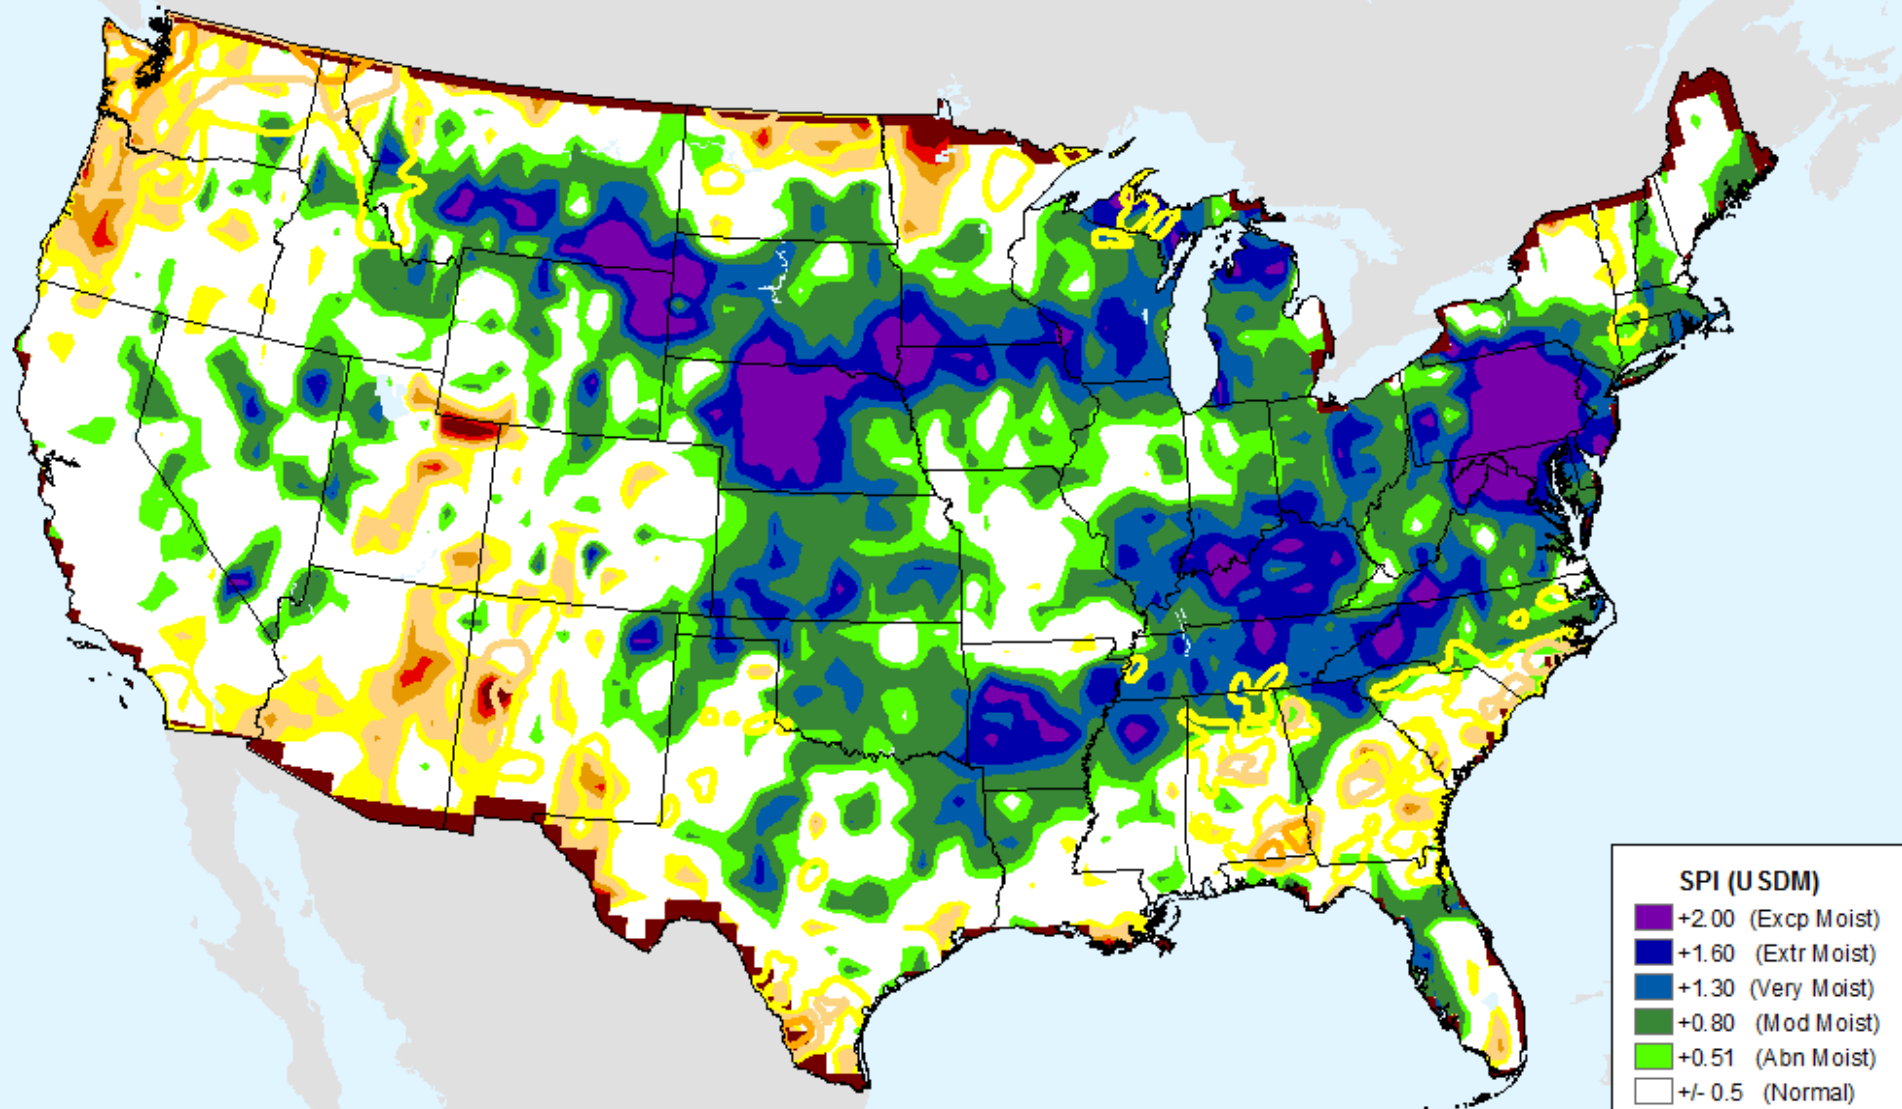 SPI (USDM)
+2.00 (Excp Moist)
+1.60 (Extr Moist)
+1.30 (Very Moist)
+0.80 (Mod Moist)
+0.51 (Abn Moist)
+/- 0.5 (Normal)